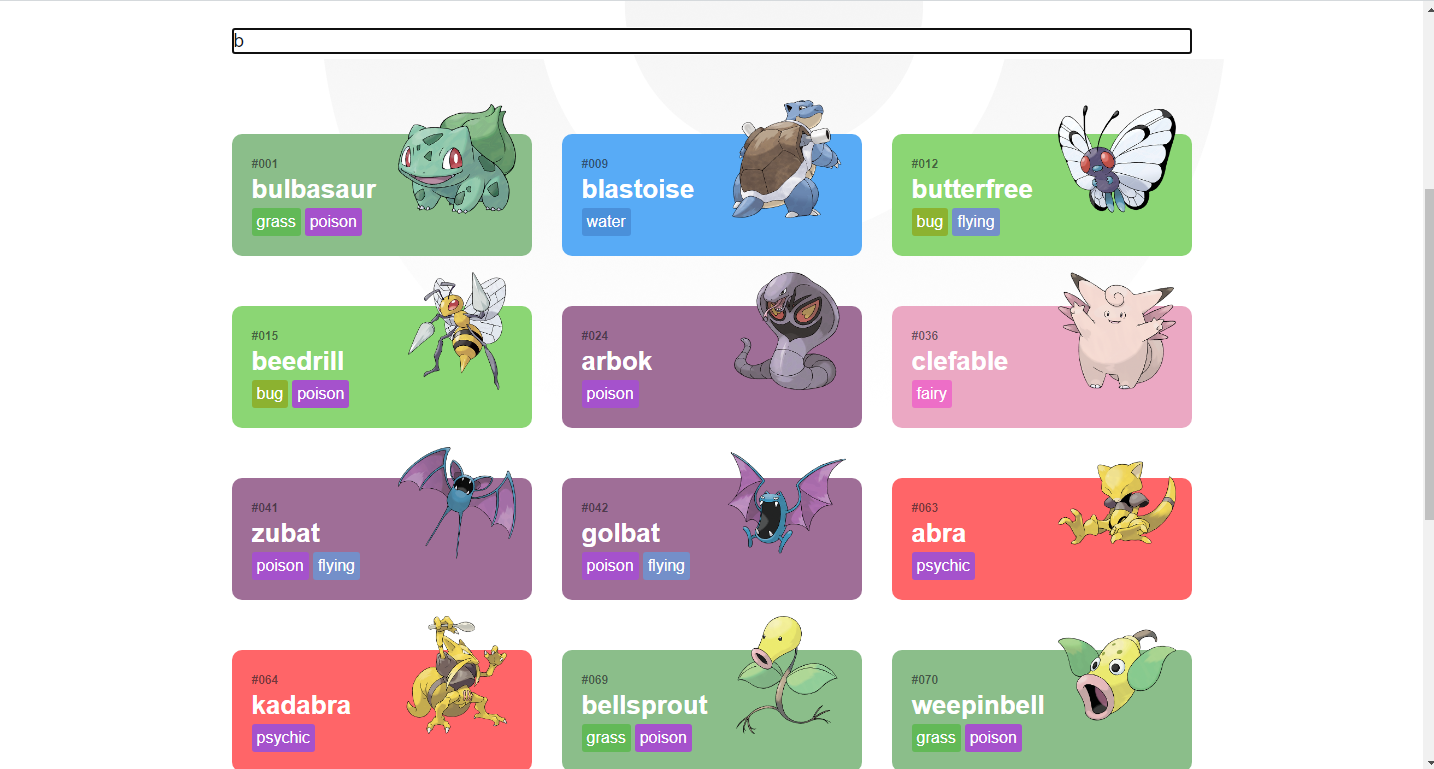 b
#001
bulbasaur
grass poison
#009
blastoise
water
#012
butterfree
bug flying
#015
beedrill
bug poison
#024
arbok
poison
#036
clefable
fairy
#041
zubat
poison flying
#042
golbat
poison flying
#063
abra
psychic
#064
kadabra
psychic
#069
bellsprout
grass poison
#070
weepinbell
grass poison